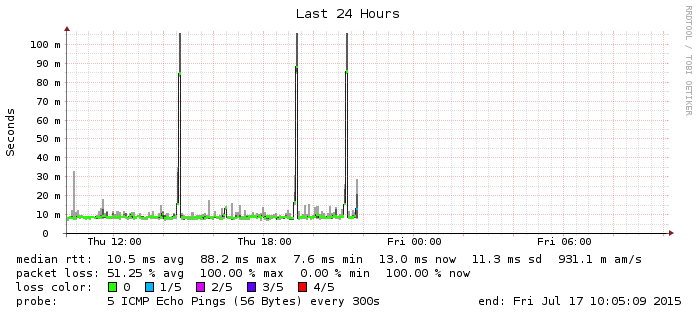 Last 24 Hours
RRDTOOL / TOBI OETIKER
Seconds
100 m
90 m
80 m
70 m
60 m
50 m
40 m
30 m
20 m
10 m
0
Thu 12:00 Thu 18:00 Fri 00:00 Fri 06:00
median rtt: 10.5 ms avg 88.2 ms max 7.6 ms min 13.0 ms now 11.3 ms sd 931.1 m am/s
packet loss: 51.25 % avg 100.00 % max 0.00 % min 100.00 % now
loss color: 0 1/5 2/5 3/5 4/5
probe: 5 ICMP Echo Pings (56 Bytes) every 300s end: Fri Jul 17 10:05:09 2015